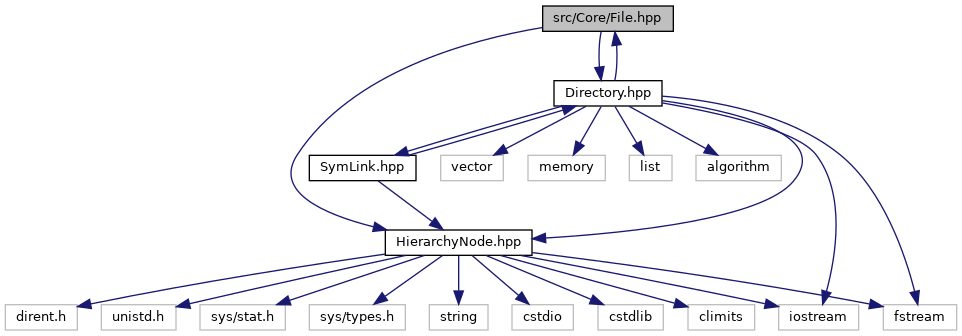 src/Core/File.hpp
Directory.hpp
SymLink.hpp
vector
memory
list
algorithm
HierarchyNode.hpp
dirent.h
unistd.h
sys/stat.h
sys/types.h
string
cstdio
cstdlib
climits
iostream
fstream